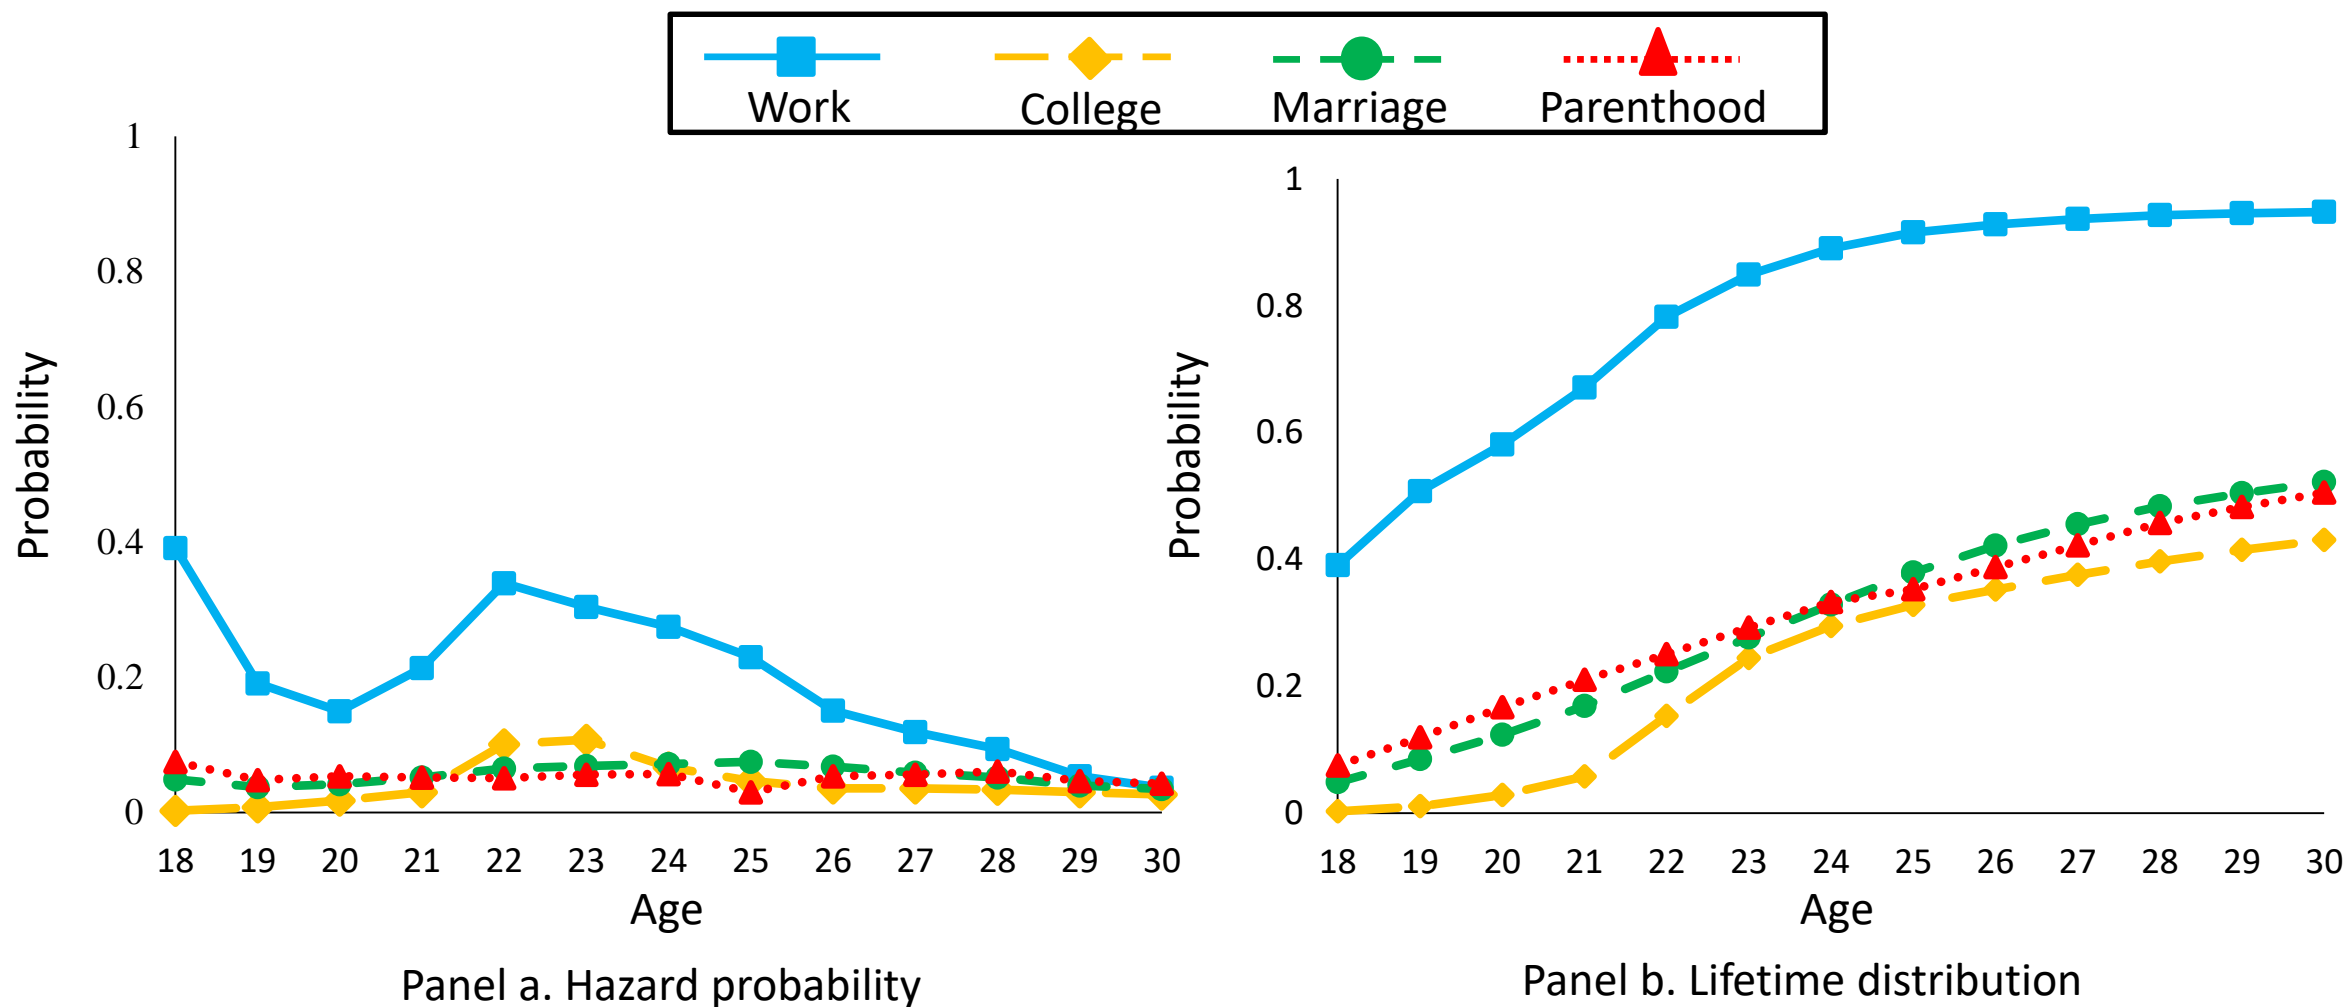 Work College Marriage Parenthood
1
0.8
0.6
0.4
0.2
0
Probability
18 19 20 21 22 23 24 25 26 27 28 29 30
Age
Panel a. Hazard probability
1
0.8
0.6
0.4
0.2
0
Probability
18 19 20 21 22 23 24 25 26 27 28 29 30
Age
Panel b. Lifetime distribution